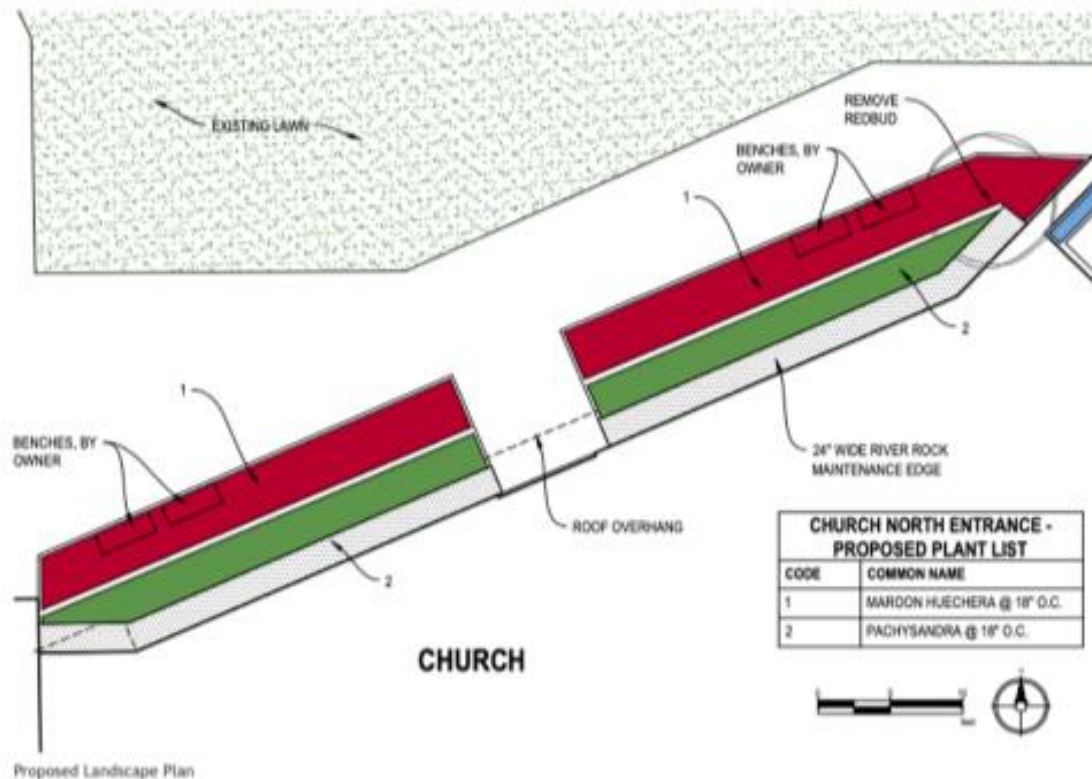 EXISTING LAWN
REMOVE
REDBUD
BENCHES, BY
OWNER
1
2
1
BENCHES, BY
OWNER
24" WIDE RIVER ROCK
MAINTENANCE EDGE
ROOF OVERHANG
2
CHURCH NORTH ENTRANCE -
PROPOSED PLANT LIST
CODE COMMON NAME
1 MAROON HUECHERA @ 18" O.C.
2 PACHYSANDRA @ 18" O.C.
CHURCH
Proposed Landscape Plan